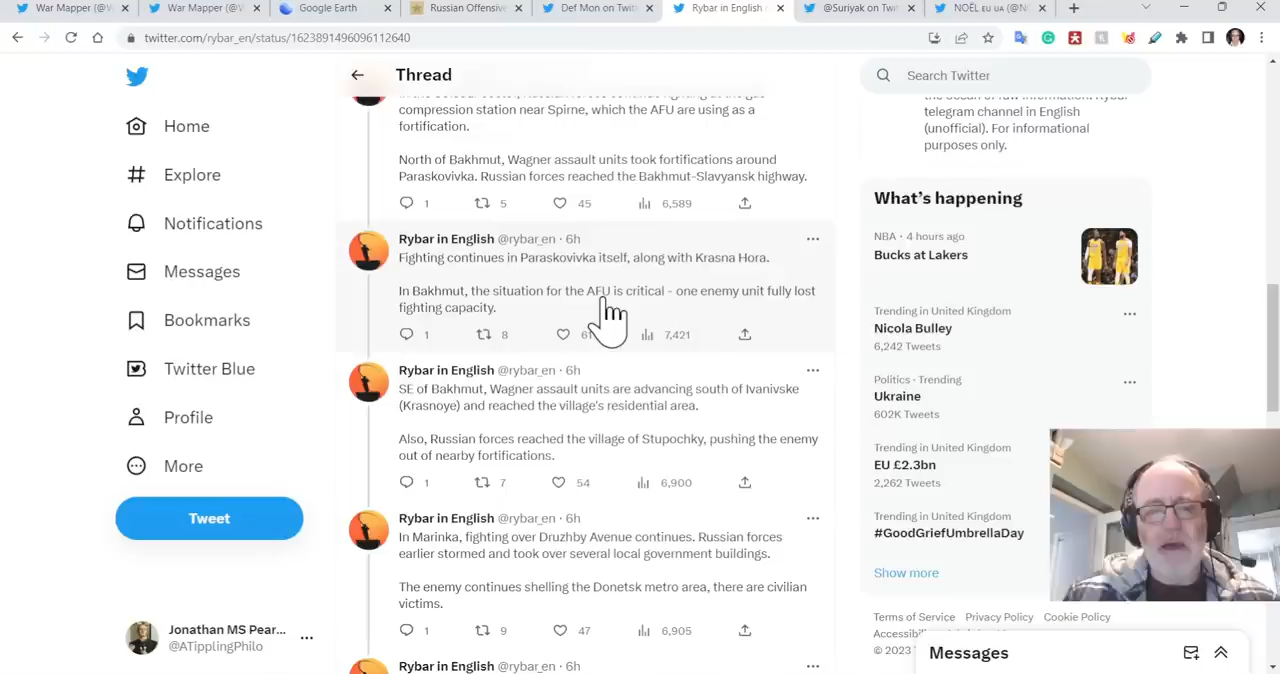 War Mapper (@V
War Mapper (@V
Google Earth
Russian Offensive
Def Mon on Twitt
Rybar in English
@Suriyak on Twi
NOËL EU UA (@N
twitter.com/rybar_en/status/1623891496096112640
Thread
Search Twitter
Home
Explore
Notifications
Messages
Bookmarks
Twitter Blue
Profile
More
Tweet
Jonathan MS Pear...
@ATipplingPhilo
compression station near Spirne, which the AFU are using as a
fortification.
North of Bakhmut, Wagner assault units took fortifications around
Paraskovivka. Russian forces reached the Bakhmut-Slavyansk highway.
1 5 45 6,589
Rybar in English @rybar_en · 6h
Fighting continues in Paraskovivka itself, along with Krasna Hora.
In Bakhmut, the situation for the AFU is critical - one enemy unit fully lost
fighting capacity.
1 8 7,421
Rybar in English @rybar_en · 6h
SE of Bakhmut, Wagner assault units are advancing south of Ivanivske
(Krasnoye) and reached the village's residential area.
Also, Russian forces reached the village of Stupochky, pushing the enemy
out of nearby fortifications.
1 7 54 6,900
Rybar in English @rybar_en · 6h
In Marinka, fighting over Druzhby Avenue continues. Russian forces
earlier stormed and took over several local government buildings.
The enemy continues shelling the Donetsk metro area, there are civilian
victims.
1 9 47 6,905
Rybar in English @rybar_en · 6h
the ocean of raw information. Rybar
telegram channel in English
(unofficial). For informational
purposes only.
What's happening
NBA · 4 hours ago
Bucks at Lakers
Trending in United Kingdom
Nicola Bulley
6,242 Tweets
Politics · Trending
Ukraine
602K Tweets
Trending in United Kingdom
EU £2.3bn
2,262 Tweets
Trending in United Kingdom
#GoodGriefUmbrellaDay
Show more
Terms of Service Privacy Policy Cookie Policy
© 2023
Messages